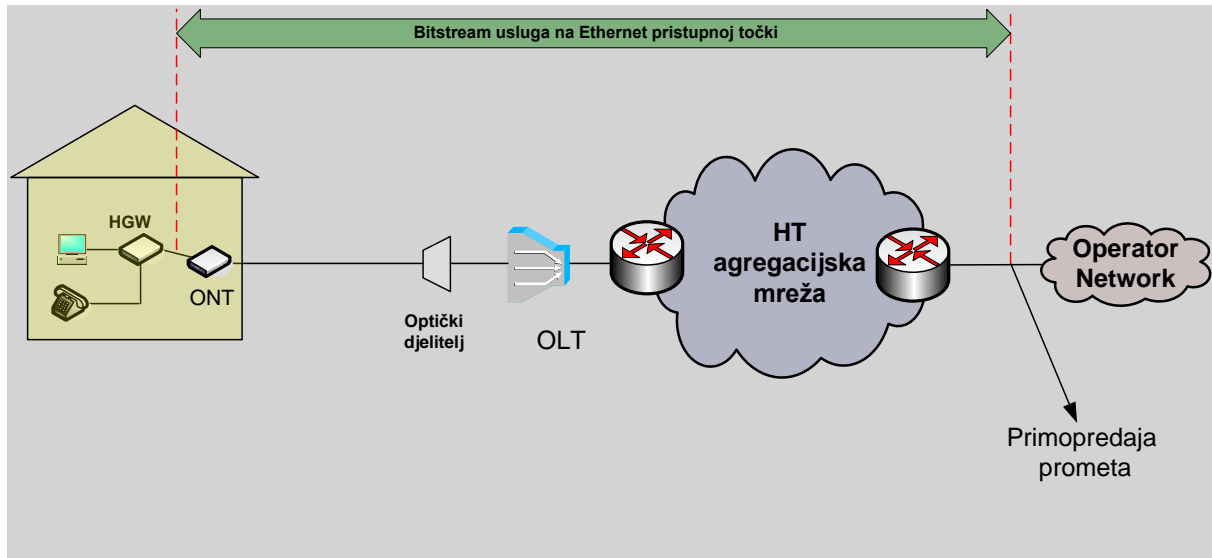 Bitstream usluga na Ethernet pristupnoj točki
HGW
ONT
Optički
djelitelj
OLT
HT
agregacijska
mreža
Operator
Network
Primopredaja
prometa